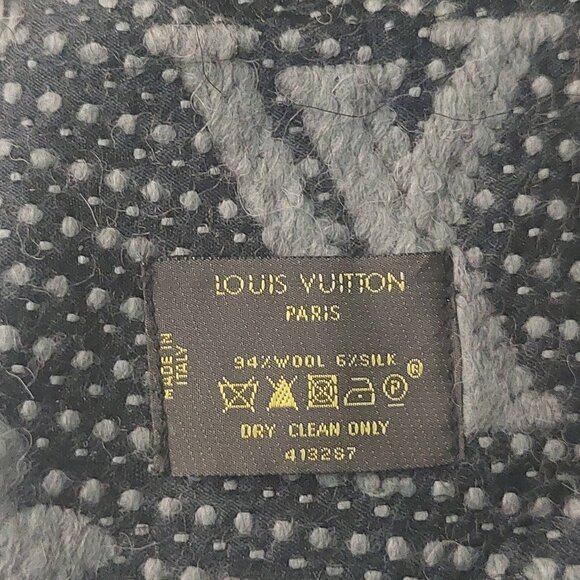 LOUIS VUITTON
PARIS
MADE IN
ITALY
94%WOOL 6%SILK
P ®
DRY CLEAN ONLY
413287